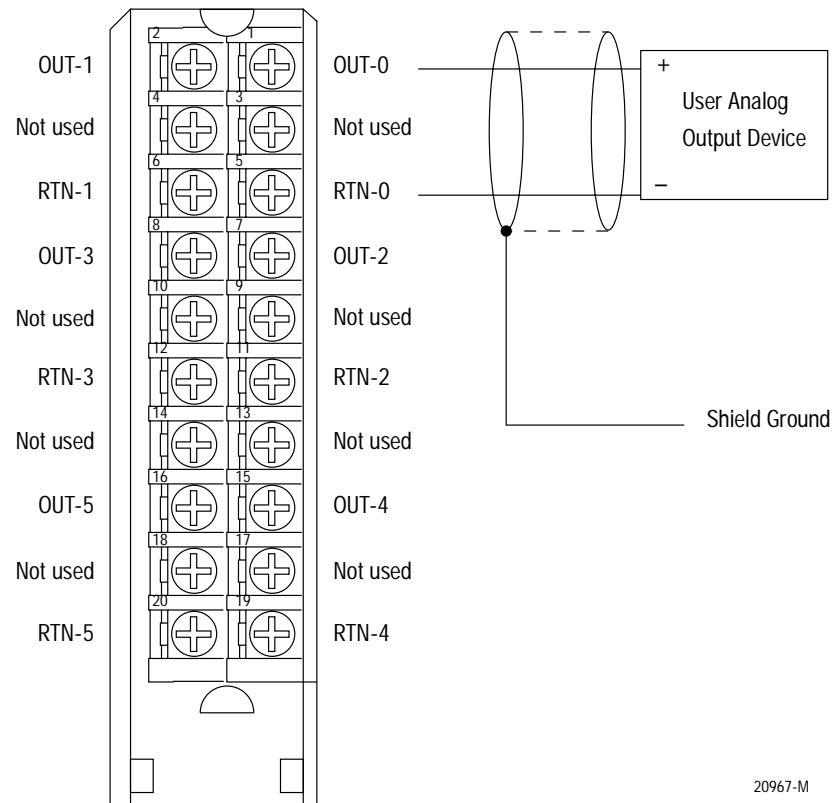 2 1
OUT-1 OUT-0 +
User Analog
4 3
Not used Not used Output Device
6 5
RTN-1 RTN-0 –
8 7
OUT-3 OUT-2
10 9
Not used Not used
12 11
RTN-3 RTN-2
14 13
Not used Not used Shield Ground
16 15
OUT-5 OUT-4
18 17
Not used Not used
20 19
RTN-5 RTN-4
20967-M